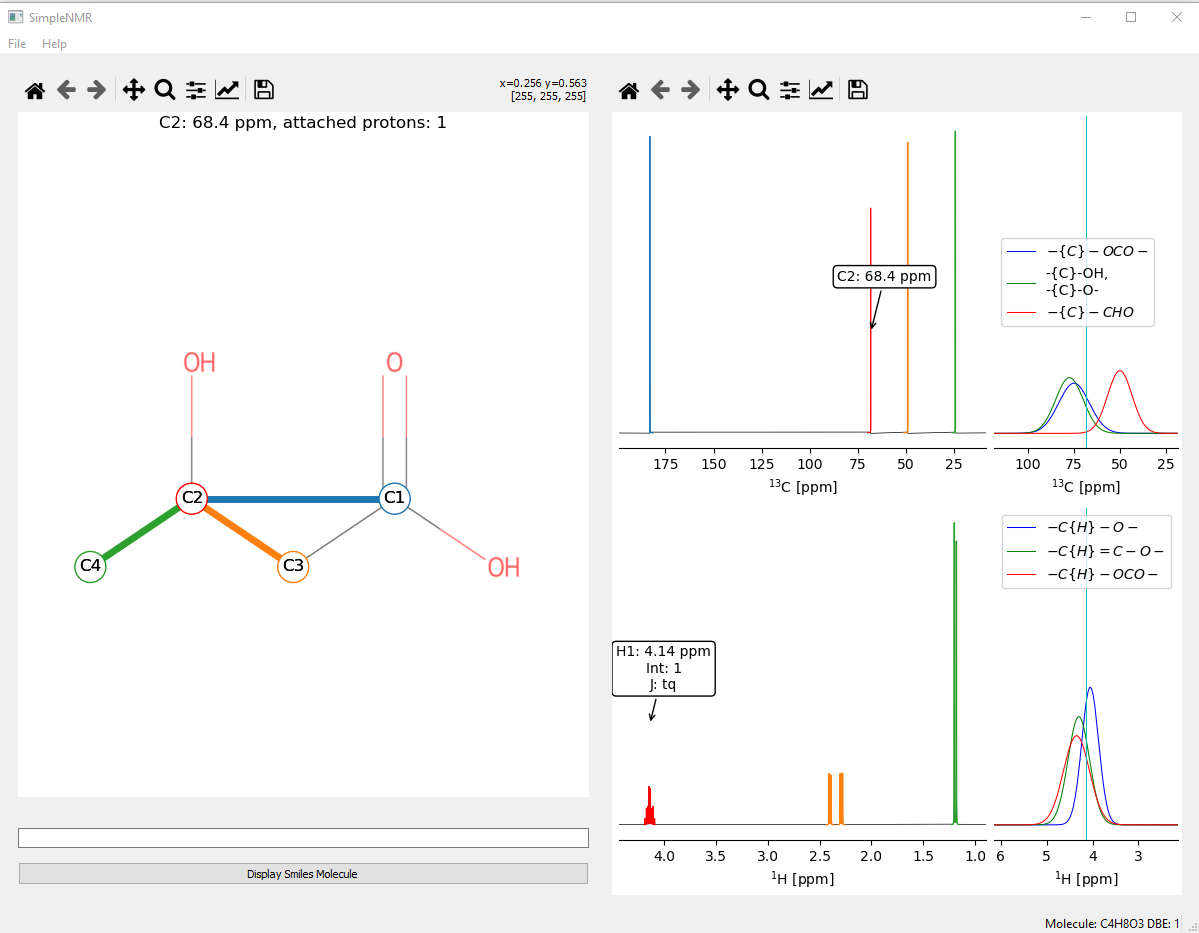 SimpleNMR
File Help
x=0.256 y=0.563
[255, 255, 255]
C2: 68.4 ppm, attached protons: 1
OH
O
C2
C1
C4
C3
OH
Display Smiles Molecule
C2: 68.4 ppm
175 150 125 100 75 50 25
¹³C [ppm]
−{C}−OCO−
-{C}-OH,
-{C}-O-
−{C}−CHO
100 75 50 25
¹³C [ppm]
H1: 4.14 ppm
Int: 1
J: tq
4.0 3.5 3.0 2.5 2.0 1.5 1.0
¹H [ppm]
−C{H}−O−
−C{H}=C−O−
−C{H}−OCO−
6 5 4 3
¹H [ppm]
Molecule: C4H8O3 DBE: 1